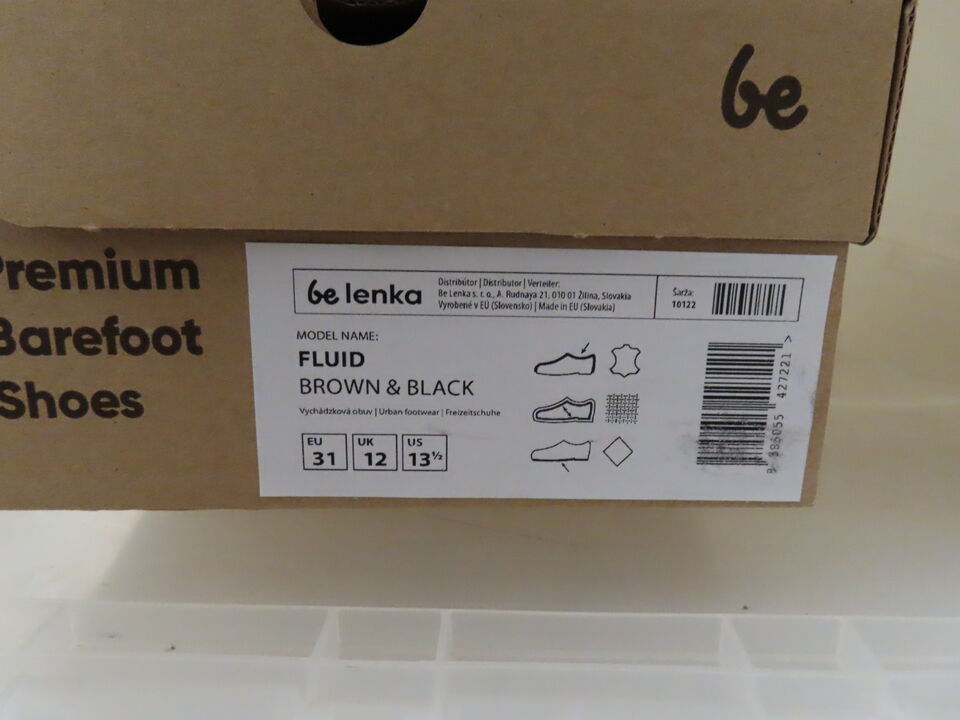 be
Premium
Barefoot
Shoes
be lenka
Distribútor | Distributor | Verteiler:
Be Lenka s. r. o., A. Rudnaya 21, 010 01 Žilina, Slovakia
Vyrobené v EÚ (Slovensko) | Made in EU (Slovakia)
Šarža:
10122
MODEL NAME:
FLUID
BROWN & BLACK
Vychádzková obuv | Urban footwear | Freizeitschuhe
EU
31
UK
12
US
13½
427221 >